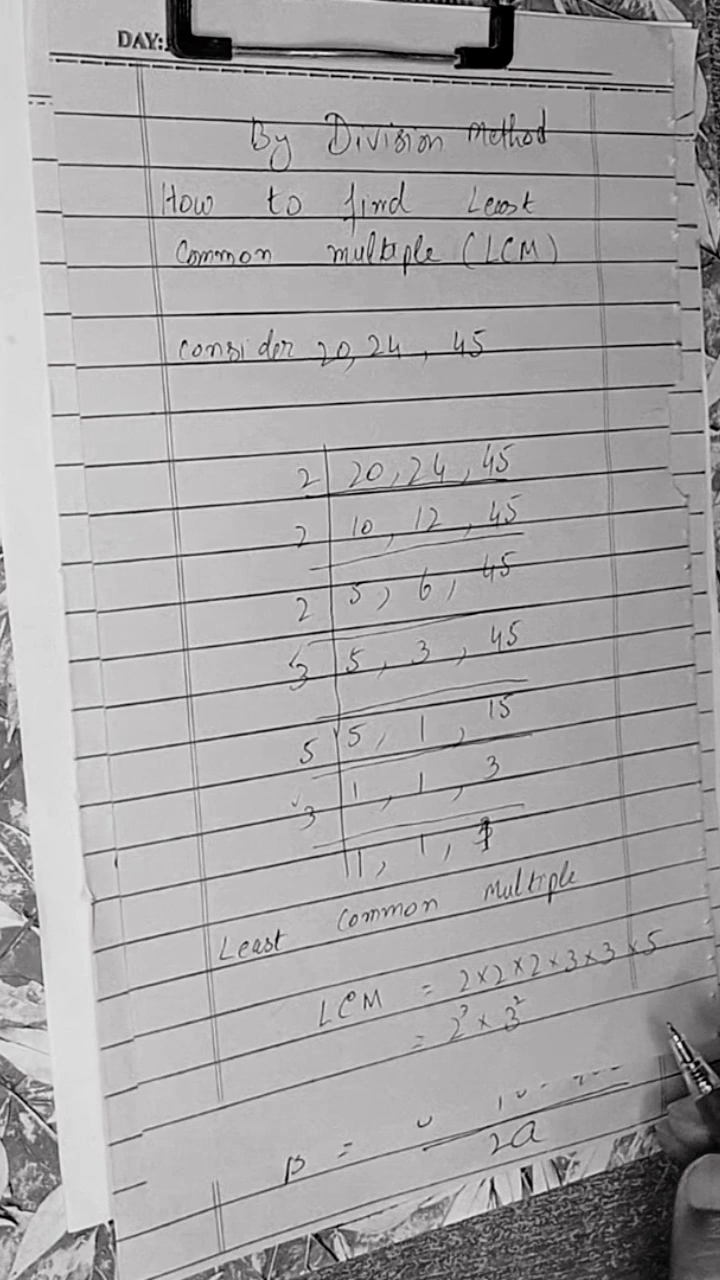 DAY:
By Division Method
How to find Least
Common multiple (LCM)
consider 20, 24, 45
2 20, 24, 45
2 10, 12, 45
2 5, 6, 45
3 5, 3, 45
5 5, 1, 15
3 1, 1, 3
1, 1, 1
Least Common Multiple
LCM = 2×2×2×3×3×5
= 2³ × 3²
β =
2a